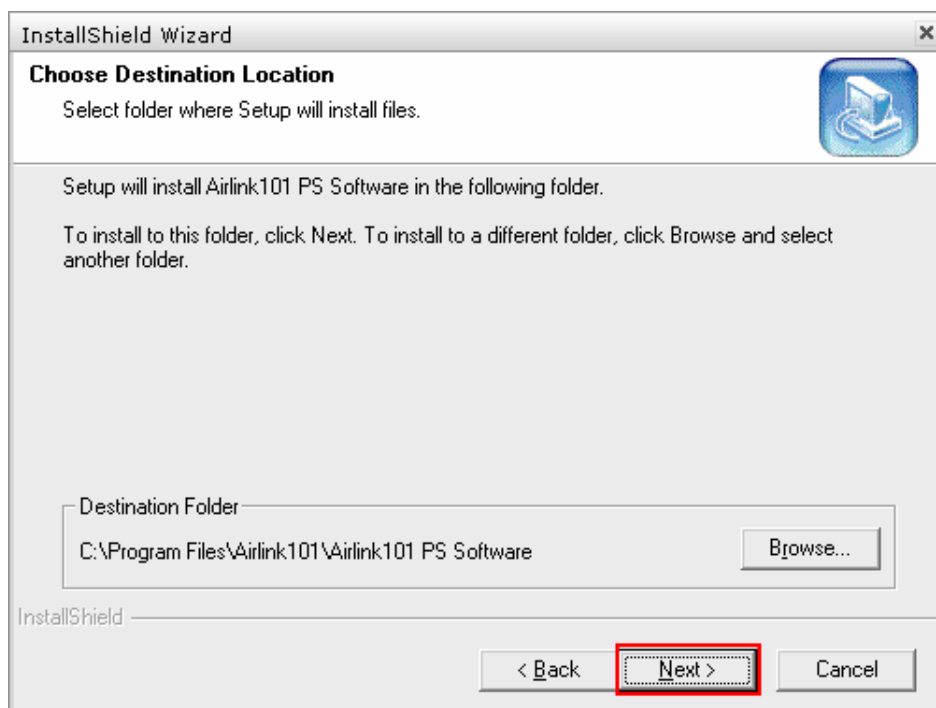 InstallShield Wizard
Choose Destination Location
Select folder where Setup will install files.
Setup will install Airlink101 PS Software in the following folder.
To install to this folder, click Next. To install to a different folder, click Browse and select
another folder.
Destination Folder
C:\Program Files\Airlink101\Airlink101 PS Software
Browse...
InstallShield
< Back
Next >
Cancel